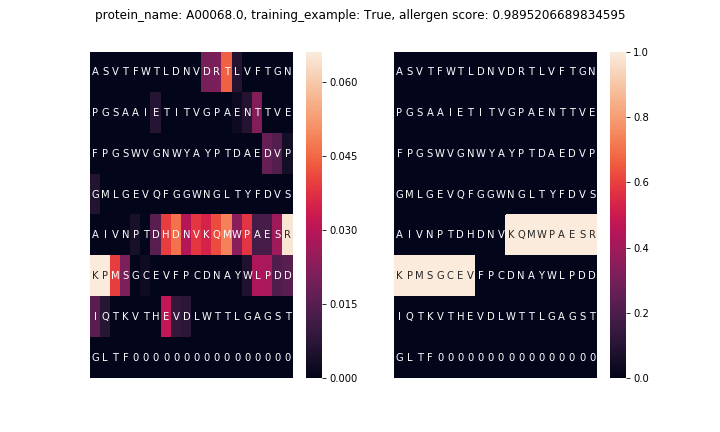 protein_name: A00068.0, training_example: True, allergen score: 0.9895206689834595
A S V T F W T L D N V D R T L V F T G N
P G S A A I E T I T V G P A E N T T V E
F P G S W V G N W Y A Y P T D A E D V P
G M L G E V Q F G G W N G L T Y F D V S
A I V N P T D H D N V K Q M W P A E S R
K P M S G C E V F P C D N A Y W L P D D
I Q T K V T H E V D L W T T L G A G S T
G L T F 0 0 0 0 0 0 0 0 0 0 0 0 0 0 0 0
0.060
0.045
0.030
0.015
0.000
A S V T F W T L D N V D R T L V F T G N
P G S A A I E T I T V G P A E N T T V E
F P G S W V G N W Y A Y P T D A E D V P
G M L G E V Q F G G W N G L T Y F D V S
A I V N P T D H D N V K Q M W P A E S R
K P M S G C E V F P C D N A Y W L P D D
I Q T K V T H E V D L W T T L G A G S T
G L T F 0 0 0 0 0 0 0 0 0 0 0 0 0 0 0 0
1.0
0.8
0.6
0.4
0.2
0.0